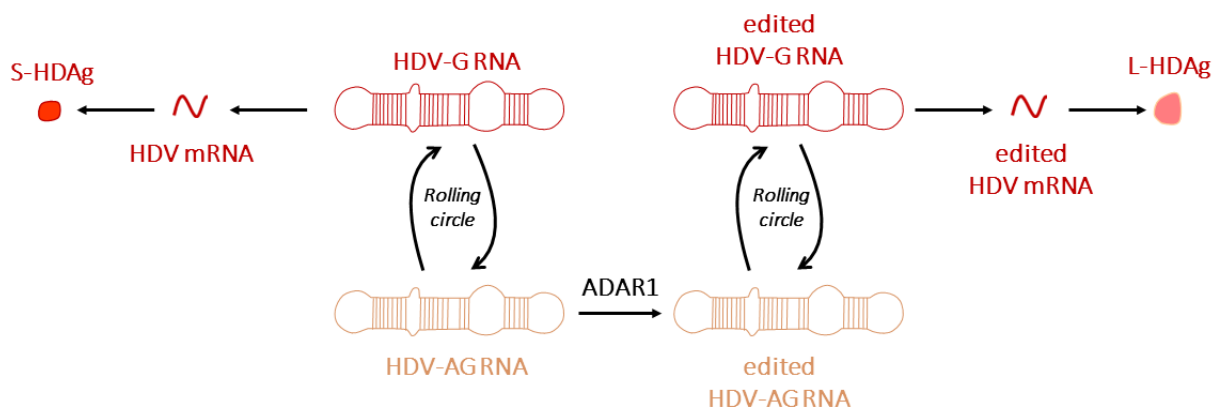 S-HDAg
HDV mRNA
HDV-G RNA
Rolling
circle
HDV-AG RNA
ADAR1
edited
HDV-G RNA
Rolling
circle
edited
HDV-AG RNA
edited
HDV mRNA
L-HDAg